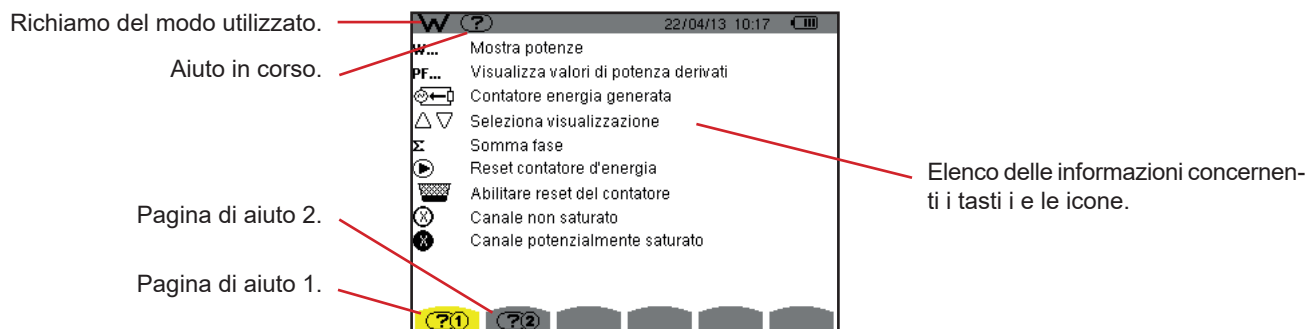 Richiamo del modo utilizzato.
W ? 22/04/13 10:17
Aiuto in corso.
W... Mostra potenze
PF... Visualizza valori di potenza derivati
Contatore energia generata
Seleziona visualizzazione
Σ Somma fase
Reset contatore d'energia
Abilitare reset del contatore
X Canale non saturato
X Canale potenzialmente saturato
Elenco delle informazioni concernen-
ti i tasti i e le icone.
Pagina di aiuto 2.
Pagina di aiuto 1.
?1 ?2